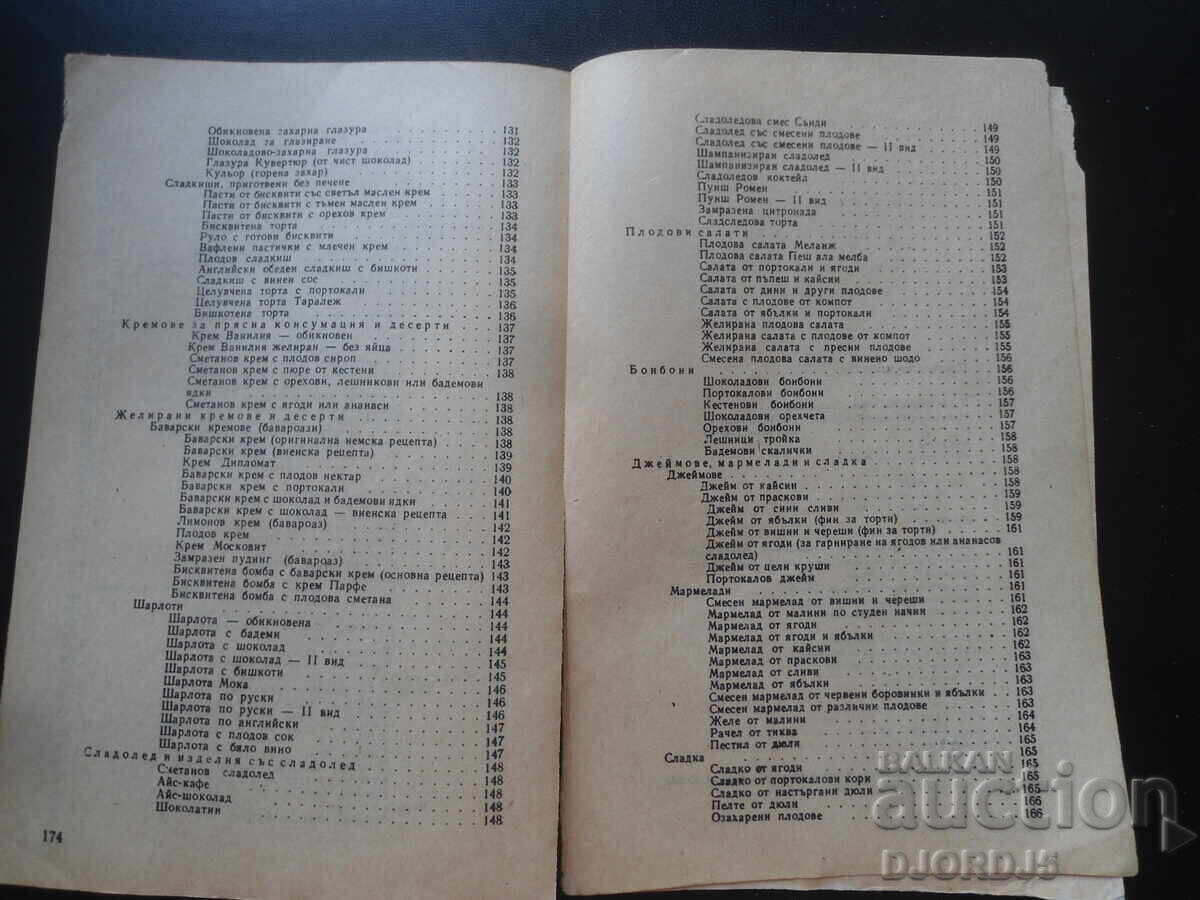 Обикновена захарна глазура 131
Шоколад за глазиране 132
Шоколадово-захарна глазура 132
Глазура Кувертюр (от чист шоколад) 132
Кульор (горена захар) 132
Сладкиши, приготвени без печене 133
Пасти от бисквити със светъл маслен крем 133
Пасти от бисквити с тъмен маслен крем 133
Пасти от бисквити с орехов крем 133
Бисквитена торта 134
Руло с готови бисквити 134
Вафлени пастички с млечен крем 134
Плодов сладкиш 134
Английски обеден сладкиш с бишкоти 135
Сладкиш с винен сос 135
Целувчена торта с портокали 135
Целувчена торта Таралеж 136
Бишкотена торта 136
Кремове за прясна консумация и десерти 137
Крем Ванилия — обикновен 137
Крем Ванилия желиран — без яйца 137
Сметанов крем с плодов сироп 137
Сметанов крем с пюре от кестени 138
Сметанов крем с орехови, лешникови или бадемови
ядки 138
Сметанов крем с ягоди или ананаси 138
Желирани кремове и десерти 138
Баварски кремове (бавароази) 138
Баварски крем (оригинална немска рецепта) 138
Баварски крем (виенска рецепта) 139
Крем Дипломат 139
Баварски крем с плодов нектар 140
Баварски крем с портокали 140
Баварски крем с шоколад и бадемови ядки 141
Баварски крем с шоколад — виенска рецепта 141
Лимонов крем (бавароаз) 142
Плодов крем 142
Крем Московит 142
Замразен пудинг (бавароаз) 143
Бисквитена бомба с баварски крем (основна рецепта) 143
Бисквитена бомба с крем Парфе 143
Бисквитена бомба с плодова сметана 144
Шарлоти 144
Шарлота — обикновена 144
Шарлота с бадеми 144
Шарлота с шоколад 144
Шарлота с шоколад — II вид 145
Шарлота с бишкоти 145
Шарлота Мока 146
Шарлота по руски 146
Шарлота по руски — II вид 146
Шарлота по английски 147
Шарлота с плодов сок 147
Шарлота с бяло вино 147
Сладолед и изделия със сладолед 148
Счетанов сладолед 148
Айс-кафе 148
Айс-шоколад 148
Шоколатин 148
174
Сладоледова смес Сънди 149
Сладолед със смесени плодове 149
Сладолед със смесени плодове — II вид 149
Шампанизиран сладолед 150
Шампанизиран сладолед — II вид 150
Сладоледов коктейл 150
Пунш Ромен 151
Пунш Ромен — II вид 151
Замразена цитронада 151
Сладследова торта 151
Плодови салати 152
Плодова салата Меланж 152
Плодова салата Пеш ала мелба 152
Салата от портокали и ягоди 153
Салата от пъпеш и кайсии 153
Салата от дини и други плодове 154
Салата с плодове от компот 154
Салата от ябълки и портокали 154
Желирана плодова салата 155
Желирана салата с плодове от компот 155
Желирана салата с пресни плодове 155
Смесена плодова салата с винено шодо 156
Бонбони 156
Шоколадови бонбони 156
Портокалови бонбони 156
Кестенови бонбони 157
Шоколадови орехчета 157
Орехови бонбони 157
Лешници тройка 158
Бадемови скалички 158
Джеймове, мармелади и сладка 158
Джеймове 158
Джейм от кайсии 158
Джейм от праскови 159
Джейм от сини сливи 159
Джейм от ябълки (фин за торти) 159
Джейм от вишни и череши (фин за торти) 161
Джейм от ягоди (за гарниране на ягодов или ананасов
сладолед) 161
Джейм от цели круши 161
Портокалов джейм 161
Мармелади 161
Смесен мармелад от вишни и череши 161
Мармелад от малини по студен начин 162
Мармелад от ягоди 162
Мармелад от ягоди и ябълки 162
Мармелад от кайсии 162
Мармелад от праскови 163
Мармелад от сливи 163
Мармелад от ябълки 163
Смесен мармелад от червени боровинки и ябълки 163
Смесен мармелад от различни плодове 163
Желе от малини 164
Рачел от тиква 164
Пестил от дюли 165
Сладка 165
Сладко от ягоди 165
Сладко от портокалови кори 165
Сладко от настъргани дюли 165
Пелте от дюли 166
Озахарени плодове 166
BALKAN
auction
DJORDJ5